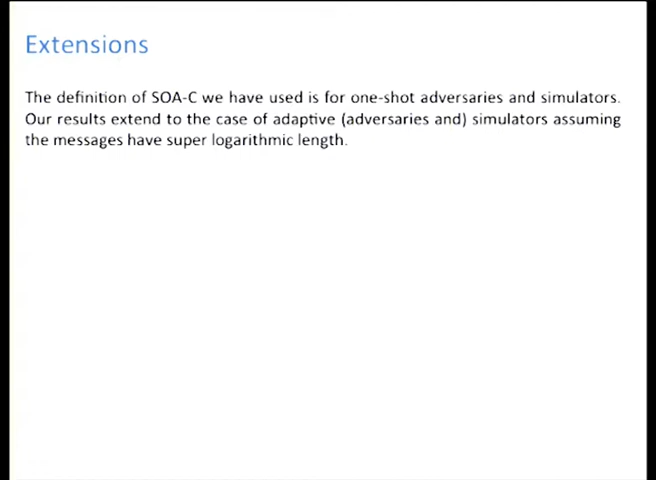 Extensions
The definition of SOA-C we have used is for one-shot adversaries and simulators.
Our results extend to the case of adaptive (adversaries and) simulators assuming
the messages have super logarithmic length.